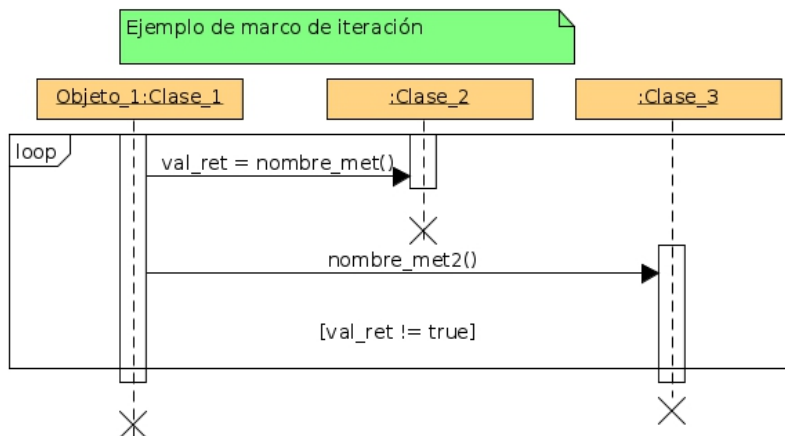 Ejemplo de marco de iteración
Objeto_1:Clase_1
:Clase_2
:Clase_3
loop
val_ret = nombre_met()
nombre_met2()
[val_ret != true]